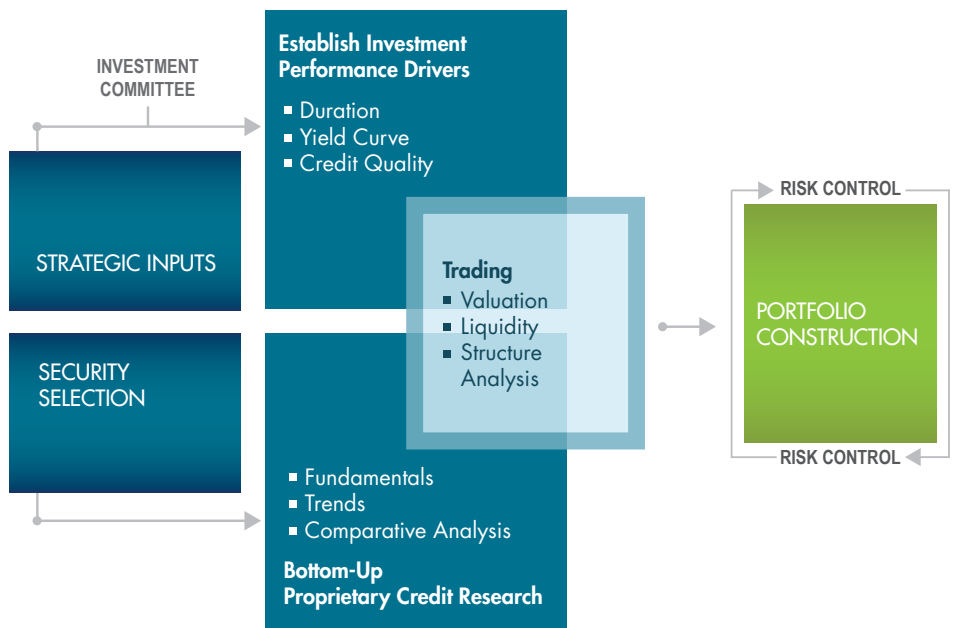 INVESTMENT
COMMITTEE
STRATEGIC INPUTS
Establish Investment
Performance Drivers
▪ Duration
▪ Yield Curve
▪ Credit Quality
Trading
▪ Valuation
▪ Liquidity
▪ Structure
Analysis
SECURITY
SELECTION
▪ Fundamentals
▪ Trends
▪ Comparative Analysis
Bottom-Up
Proprietary Credit Research
RISK CONTROL
PORTFOLIO
CONSTRUCTION
RISK CONTROL